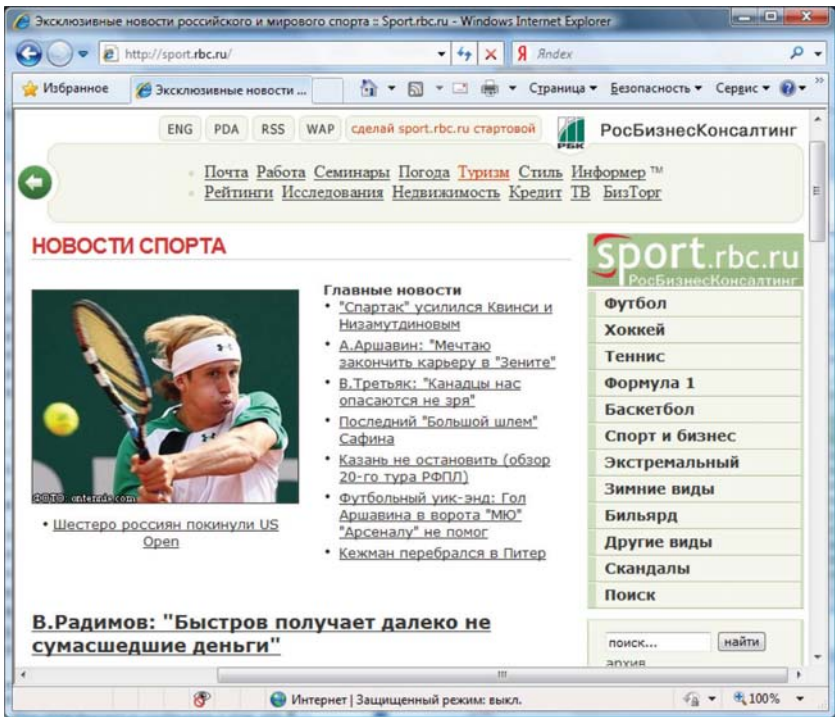 Эксклюзивные новости российского и мирового спорта :: Sport.rbc.ru - Windows Internet Explorer
http://sport.rbc.ru/
Яndex
Избранное
Эксклюзивные новости ...
Страница
Безопасность
Сервис
ENG PDA RSS WAP сделай sport.rbc.ru стартовой
РБК
РосБизнесКонсалтинг
Почта Работа Семинары Погода Туризм Стиль Информер ™
Рейтинги Исследования Недвижимость Кредит ТВ БизТорг
НОВОСТИ СПОРТА
• Шестеро россиян покинули US
Open
Главные новости
• "Спартак" усилился Квинси и
Низамутдиновым
• А.Аршавин: "Мечтаю
закончить карьеру в "Зените"
• В.Третьяк: "Канадцы нас
опасаются не зря"
• Последний "Большой шлем"
Сафина
• Казань не остановить (обзор
20-го тура РФПЛ)
• Футбольный уик-энд: Гол
Аршавина в ворота "МЮ"
"Арсеналу" не помог
• Кежман перебрался в Питер
В.Радимов: "Быстров получает далеко не
сумасшедшие деньги"
sport.rbc.ru
РосБизнесКонсалтинг
Футбол
Хоккей
Теннис
Формула 1
Баскетбол
Спорт и бизнес
Экстремальный
Зимние виды
Бильярд
Другие виды
Скандалы
Поиск
поиск...
найти
архив
Интернет | Защищенный режим: выкл.
100%